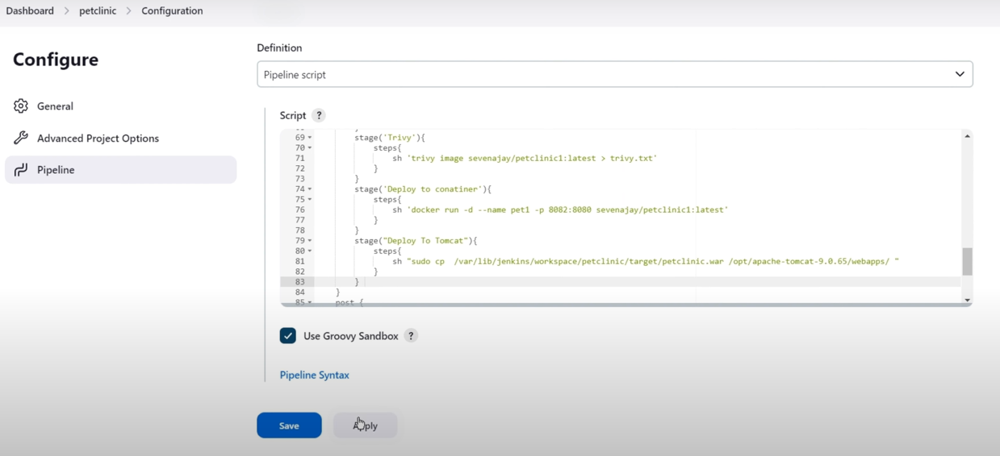 Dashboard > petclinic > Configuration
Configure
General
Advanced Project Options
Pipeline
Definition
Pipeline script
Script ?
69 stage('Trivy'){
70 steps{
71 sh 'trivy image sevenajay/petclinic1:latest > trivy.txt'
72 }
73 }
74 stage('Deploy to conatiner'){
75 steps{
76 sh 'docker run -d --name pet1 -p 8082:8080 sevenajay/petclinic1:latest'
77 }
78 }
79 stage("Deploy To Tomcat"){
80 steps{
81 sh "sudo cp  /var/lib/jenkins/workspace/petclinic/target/petclinic.war /opt/apache-tomcat-9.0.65/webapps/ "
82 }
83 }
84 }
85 post {
Use Groovy Sandbox ?
Pipeline Syntax
Save
Apply